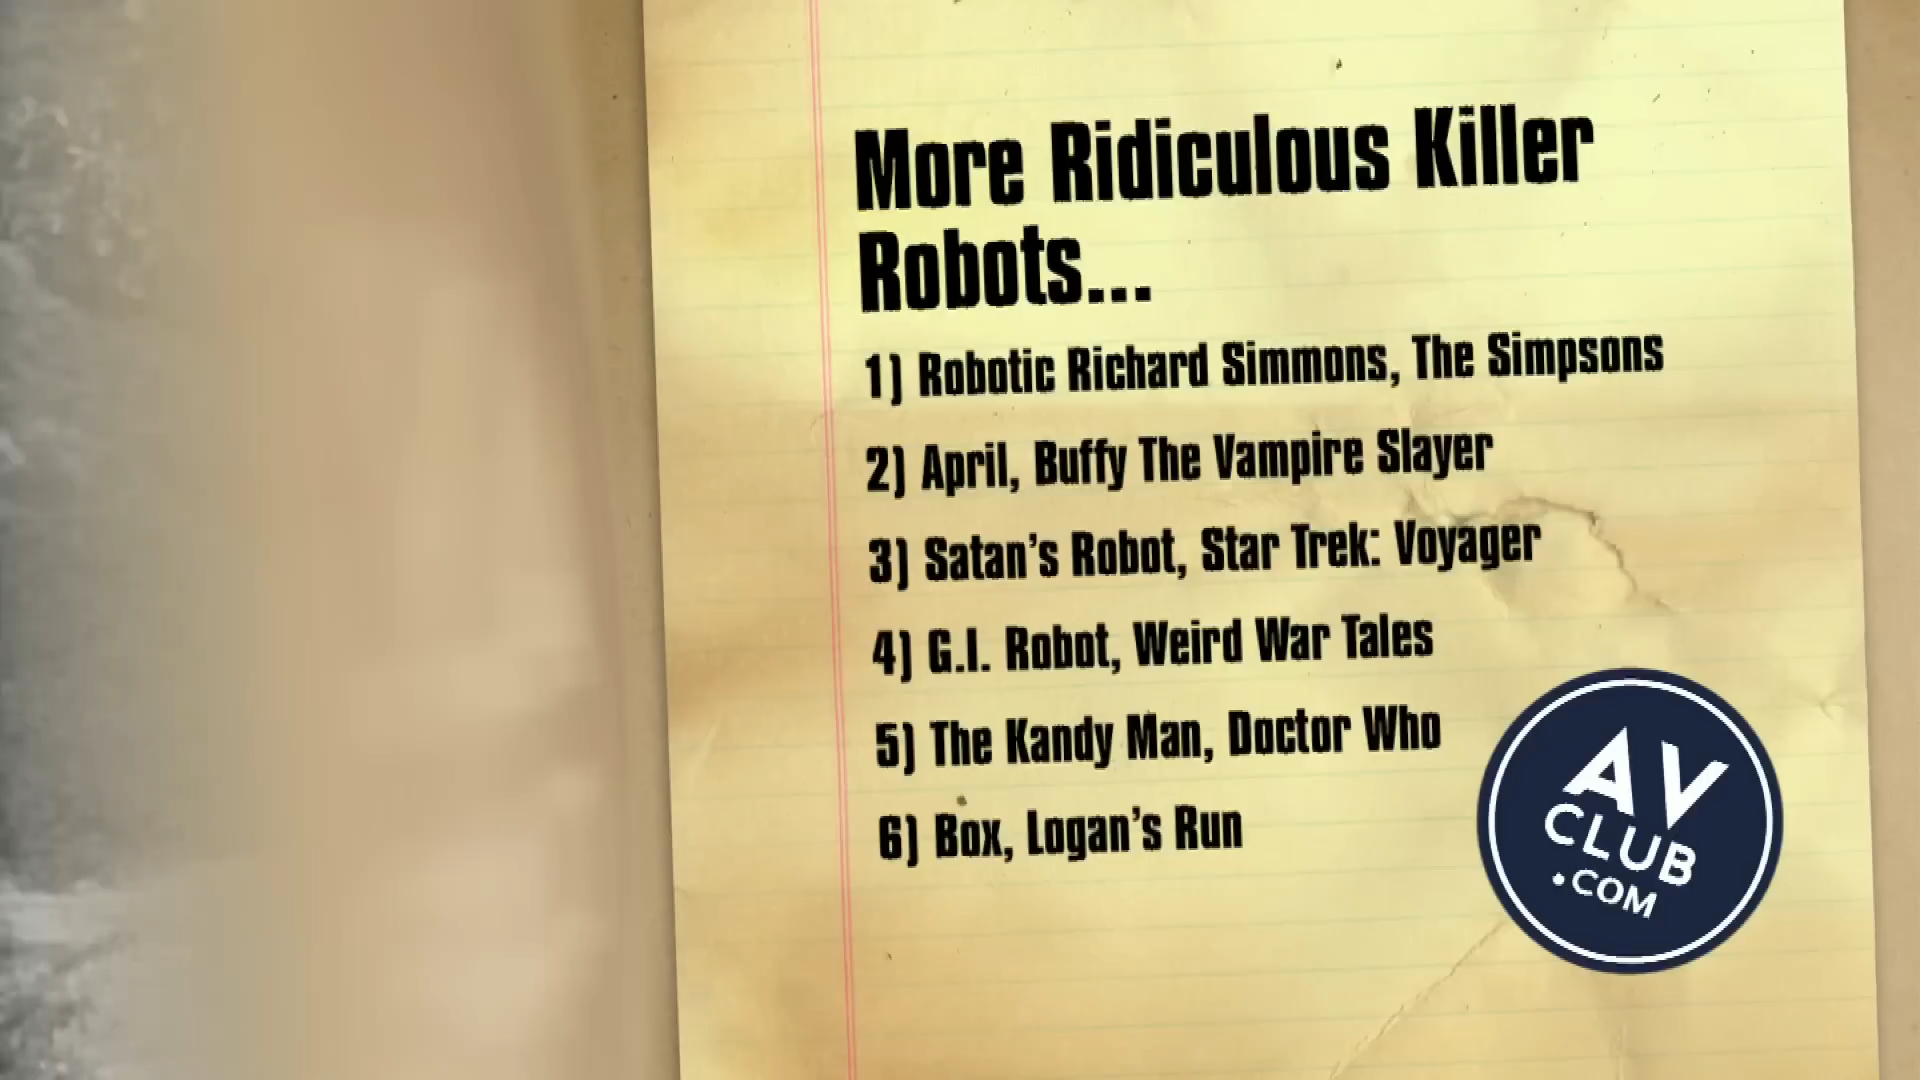 More Ridiculous Killer
Robots...
1) Robotic Richard Simmons, The Simpsons
2) April, Buffy The Vampire Slayer
3) Satan's Robot, Star Trek: Voyager
4) G.I. Robot, Weird War Tales
5) The Kandy Man, Doctor Who
6) Box, Logan's Run
AV
CLUB
.COM